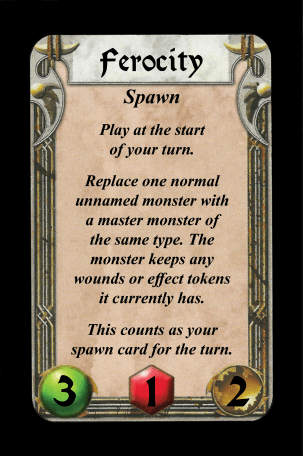 Ferocity
Spawn
Play at the start
of your turn.
Replace one normal
unnamed monster with
a master monster of
the same type. The
monster keeps any
wounds or effect tokens
it currently has.
This counts as your
spawn card for the turn.
3 1 2